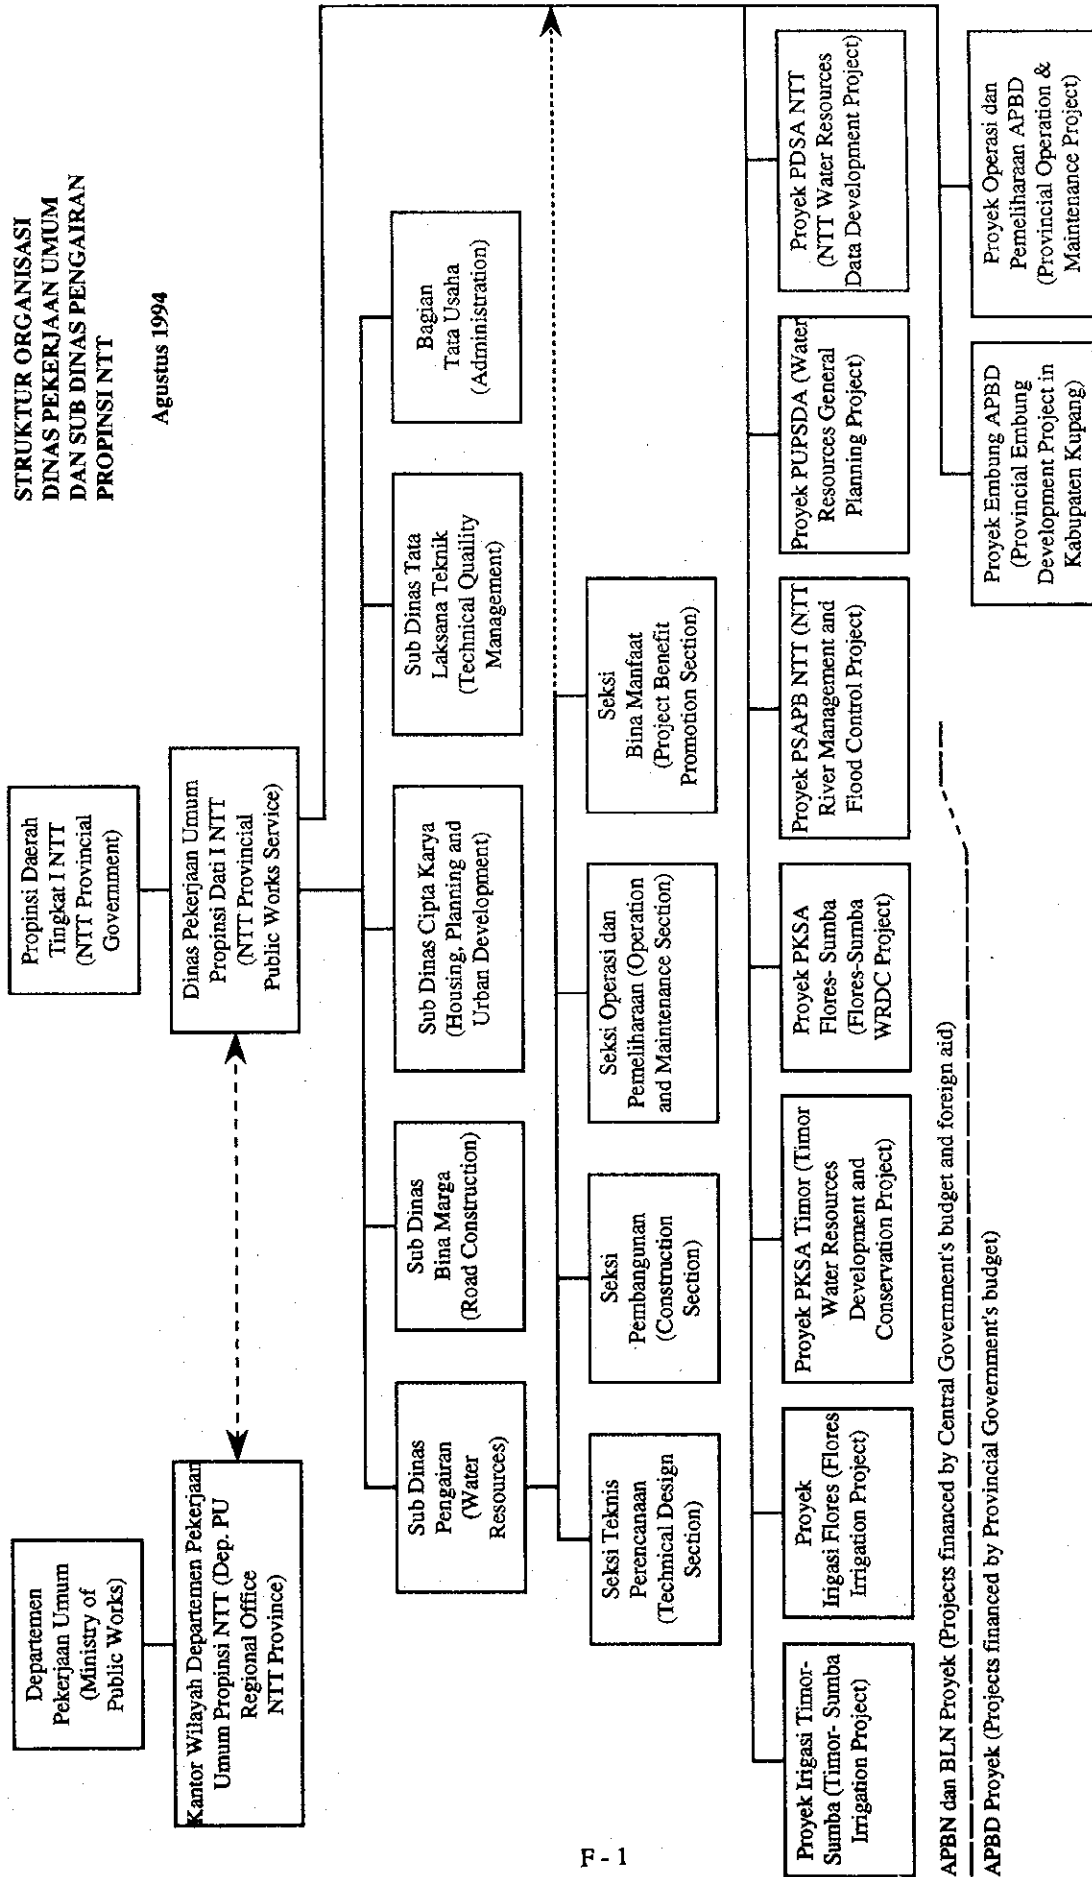 STRUKTUR ORGANISASI
DINAS PEKERJAAN UMUM
DAN SUB DINAS PENGAIRAN
PROPINSI NTT
Agustus 1994
Departemen
Pekerjaan Umum
(Ministry of
Public Works)
Propinsi Daerah
Tingkat I NTT
(NTT Provincial
Government)
Kantor Wilayah Departemen Pekerjaan
Umum Propinsi NTT (Dep. PU
Regional Office
NTT Province)
Dinas Pekerjaan Umum
Propinsi Dati I NTT
(NTT Provincial
Public Works Service)
Sub Dinas
Pengairan
(Water
Resources)
Sub Dinas
Bina Marga
(Road Construction)
Sub Dinas Cipta Karya
(Housing, Planning and
Urban Development)
Sub Dinas Tata
Laksana Teknik
(Technical Quaility
Management)
Bagian
Tata Usaha
(Administration)
Seksi Teknis
Perencanaan
(Technical Design
Section)
Seksi
Pembangunan
(Construction
Section)
Seksi Operasi dan
Pemeliharaan (Operation
and Maintenance Section)
Seksi
Bina Manfaat
(Project Benefit
Promotion Section)
Proyek Irigasi Timor-
Sumba (Timor- Sumba
Irrigation Project)
Proyek
Irigasi Flores (Flores
Irrigation Project)
Proyek PKSA Timor (Timor
Water Resources
Development and
Conservation Project)
Proyek PKSA
Flores- Sumba
(Flores-Sumba
WRDC Project)
Proyek PSAPB NTT (NTT
River Management and
Flood Control Project)
Proyek PUPSDA (Water
Resources General
Planning Project)
Proyek PDSA NTT
(NTT Water Resources
Data Development Project)
APBN dan BLN Proyek (Projects financed by Central Government's budget and foreign aid)
APBD Proyek (Projects financed by Provincial Government's budget)
Proyek Embung APBD
(Provincial Embung
Development Project in
Kabupaten Kupang)
Proyek Operasi dan
Pemeliharaan APBD
(Provincial Operation &
Maintenance Project)
F - 1